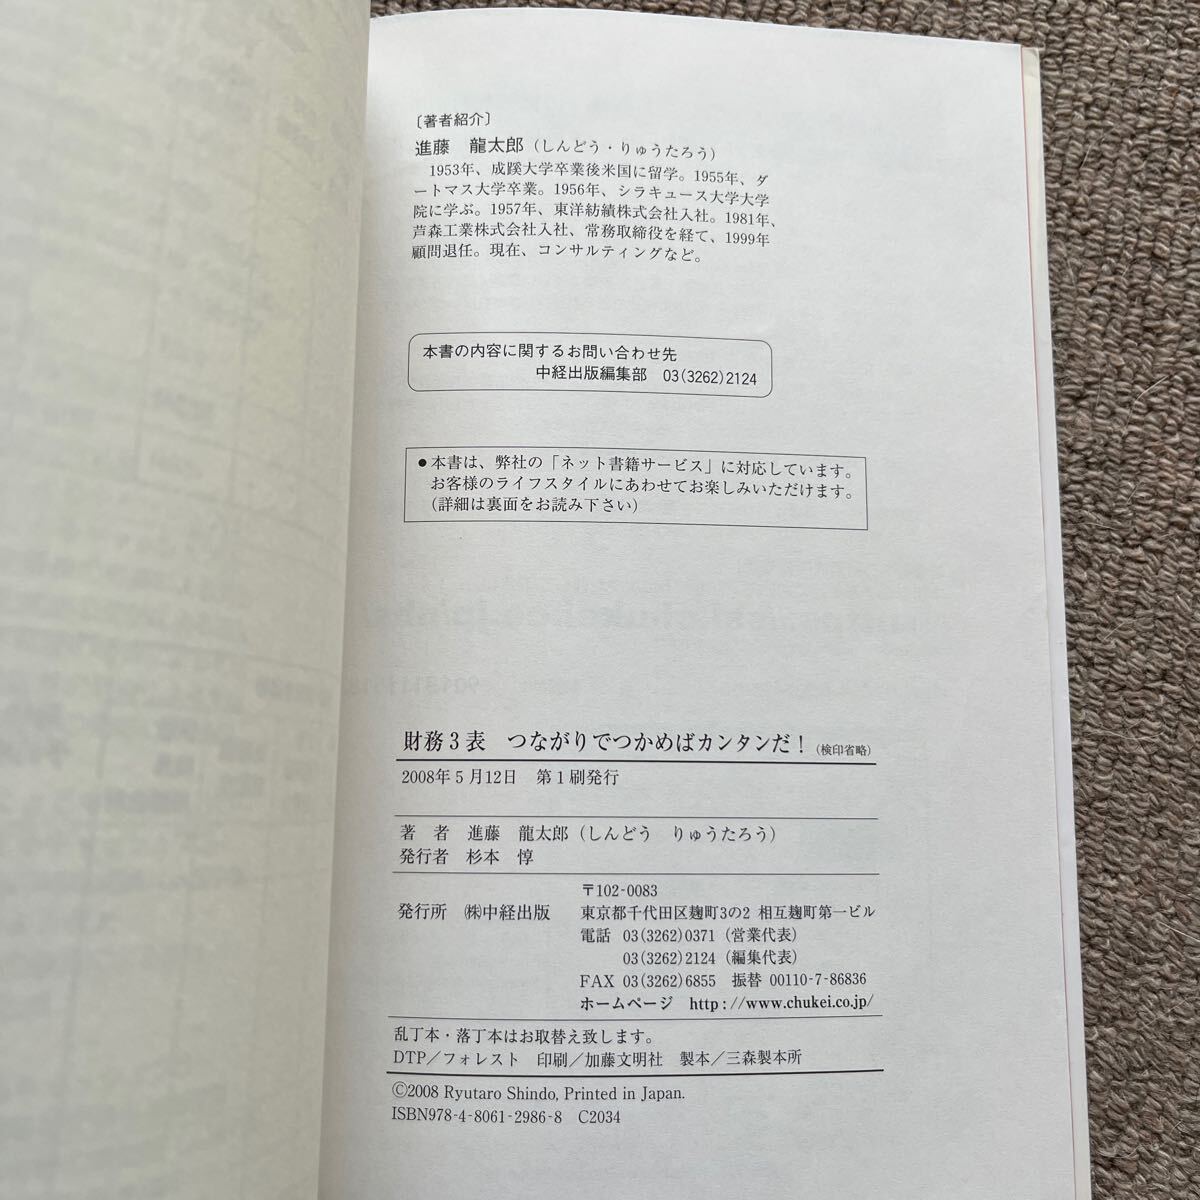 〔著者紹介〕
進藤　龍太郎（しんどう・りゅうたろう）
1953年、成蹊大学卒業後米国に留学。1955年、ダ
ートマス大学卒業。1956年、シラキュース大学大学
院に学ぶ。1957年、東洋紡績株式会社入社。1981年、
芦森工業株式会社入社、常務取締役を経て、1999年
顧問退任。現在、コンサルティングなど。
本書の内容に関するお問い合わせ先
中経出版編集部　03(3262)2124
●本書は、弊社の「ネット書籍サービス」に対応しています。
お客様のライフスタイルにあわせてお楽しみいただけます。
（詳細は裏面をお読み下さい）
財務3表　つながりでつかめばカンタンだ！（検印省略）
2008年5月12日　第1刷発行
著　者　進藤　龍太郎（しんどう　りゅうたろう）
発行者　杉本　惇
〒102-0083
発行所　㈱中経出版　東京都千代田区麹町3の2 相互麹町第一ビル
電話　03(3262)0371（営業代表）
03(3262)2124（編集代表）
FAX 03(3262)6855　振替 00110-7-86836
ホームページ　http://www.chukei.co.jp/
乱丁本・落丁本はお取替え致します。
DTP／フォレスト　印刷／加藤文明社　製本／三森製本所
©2008 Ryutaro Shindo, Printed in Japan.
ISBN978-4-8061-2986-8　C2034